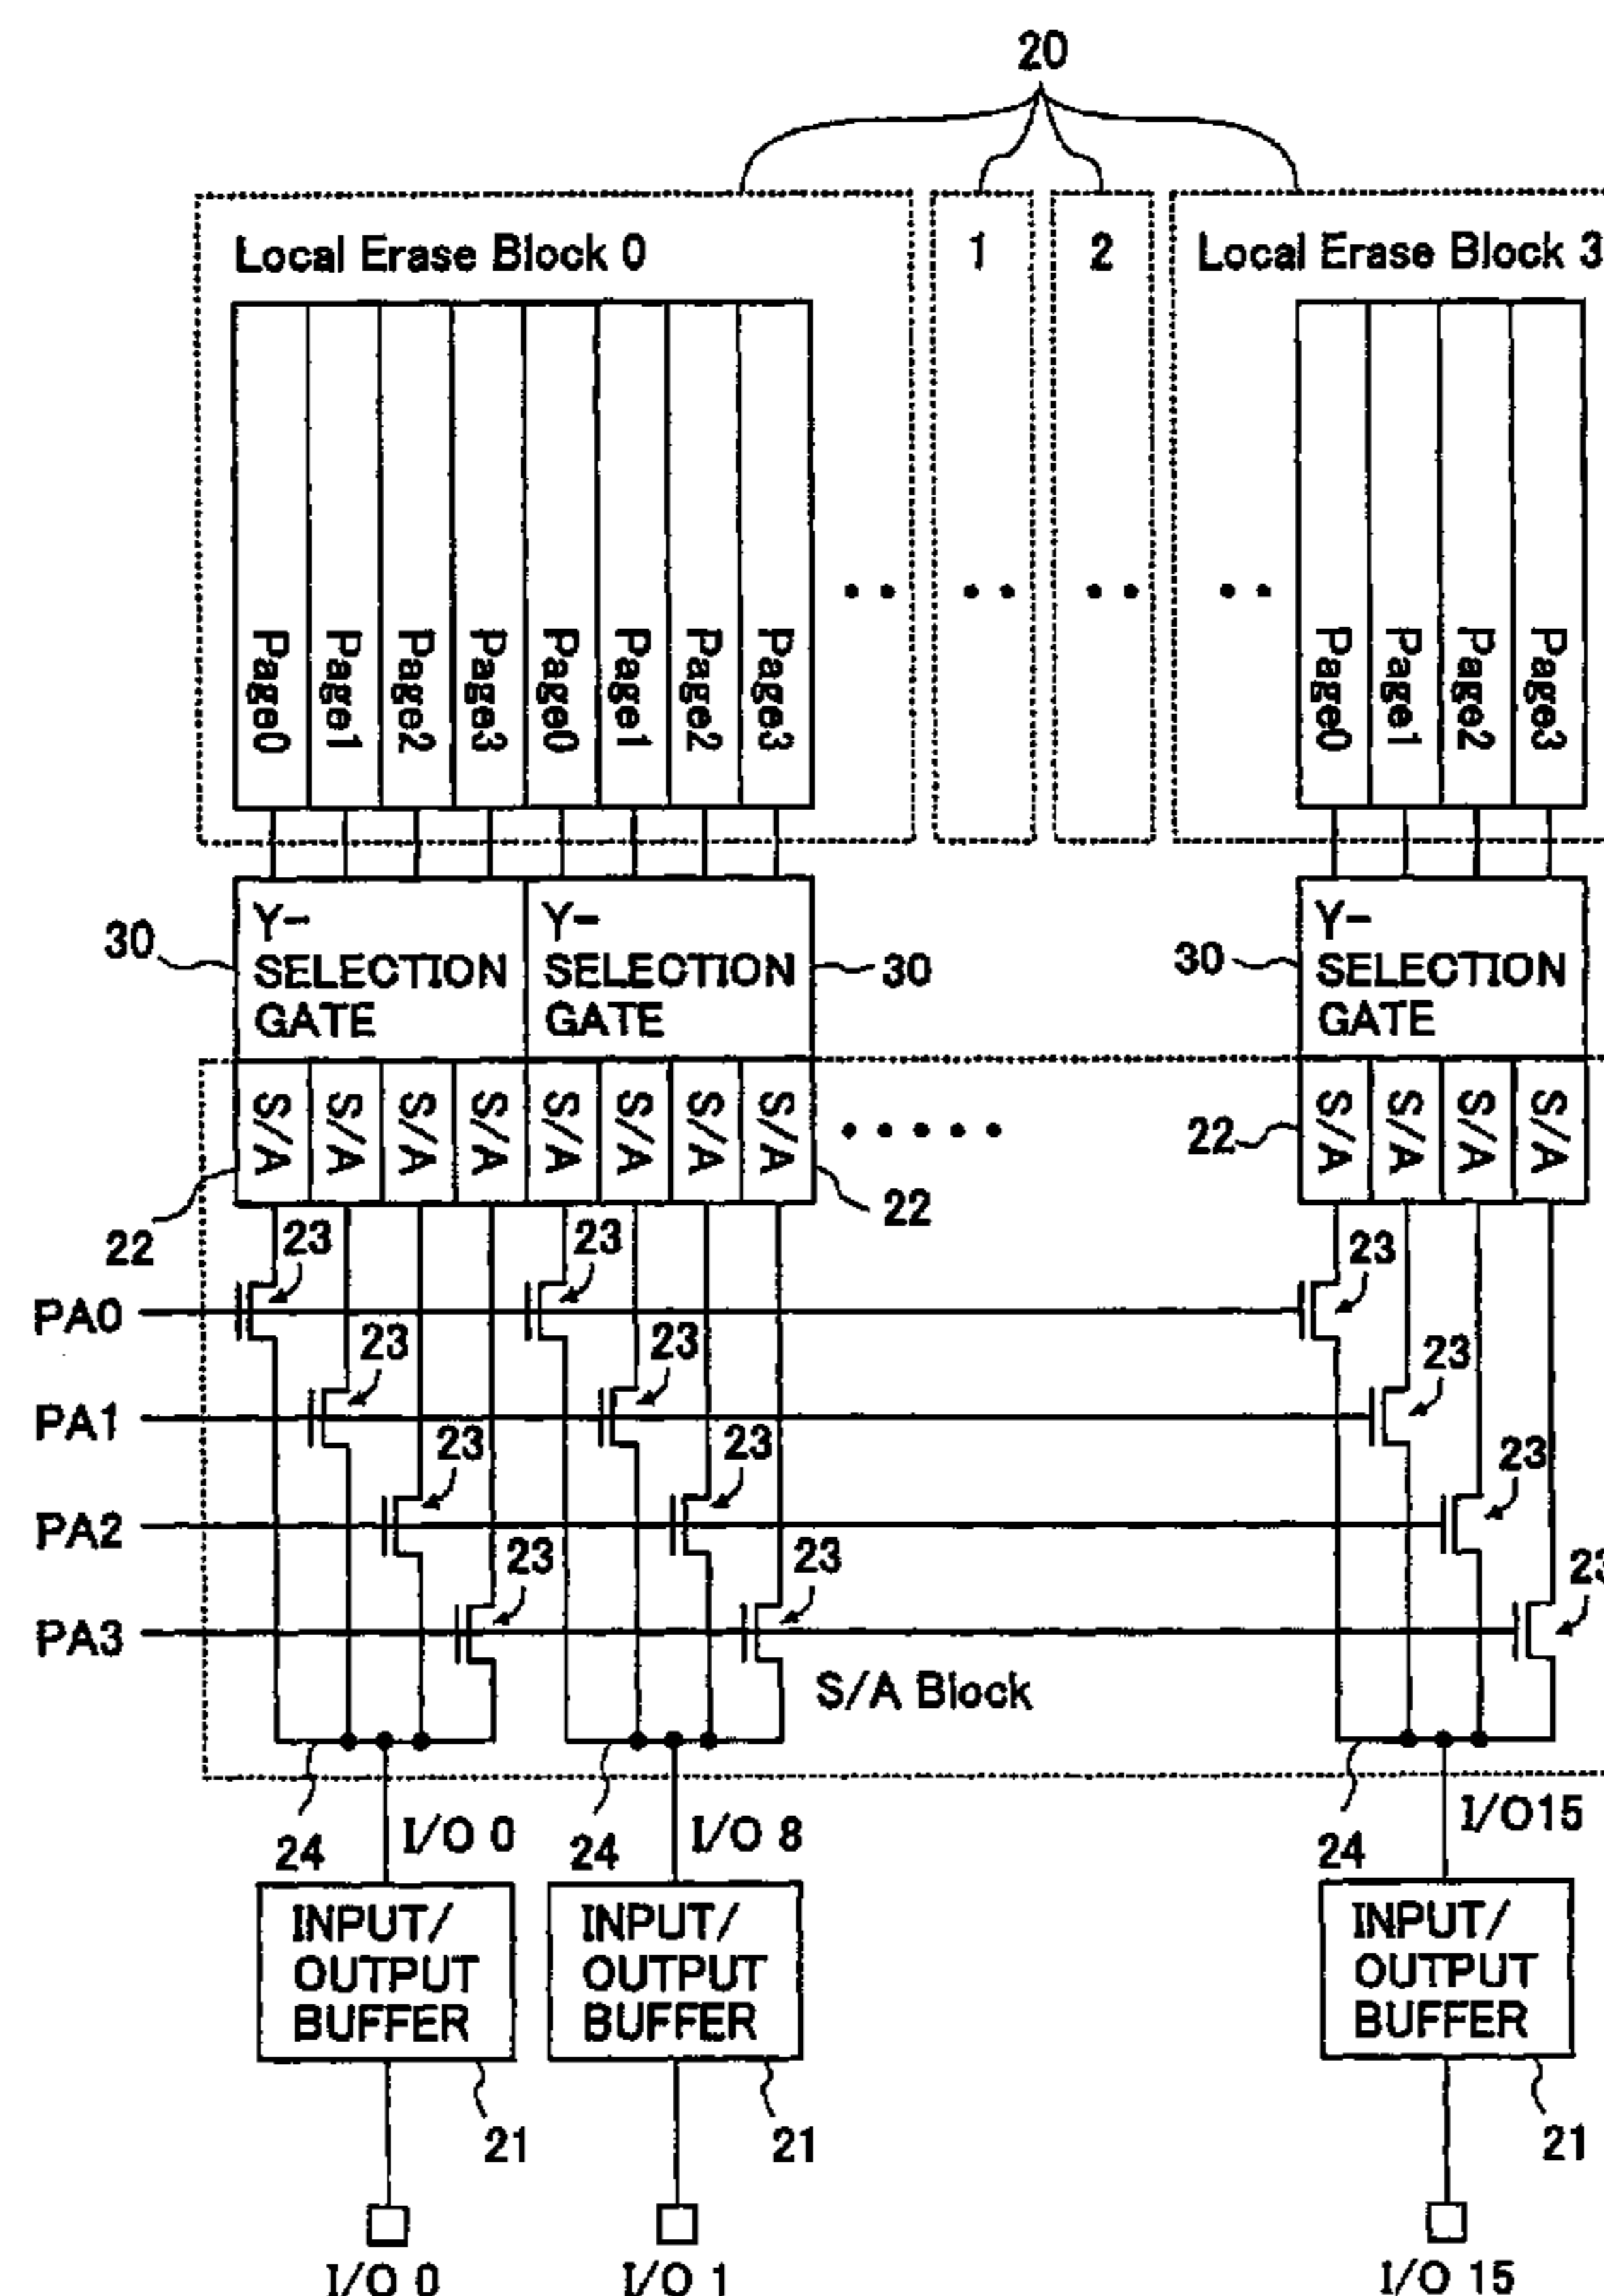 20
Local Erase Block 0
1
2
Local Erase Block 3
Page0
Page1
Page2
Page3
Page0
Page1
Page2
Page3
Page0
Page1
Page2
Page3
30
Y-
SELECTION
GATE
Y-
SELECTION
GATE
30
30
Y-
SELECTION
GATE
S/A
S/A
S/A
S/A
S/A
S/A
S/A
S/A
22
S/A
S/A
S/A
S/A
22
22
23
23
23
PA0
23
23
23
PA1
23
23
23
PA2
23
23
23
PA3
S/A Block
24
I/O 0
24
I/O 8
24
I/O15
INPUT/
OUTPUT
BUFFER
INPUT/
OUTPUT
BUFFER
INPUT/
OUTPUT
BUFFER
21
21
21
I/O 0
I/O 1
I/O 15